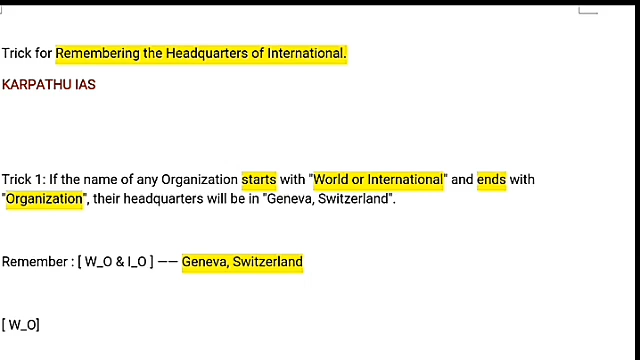 Trick for Remembering the Headquarters of International.
KARPATHU IAS
Trick 1: If the name of any Organization starts with "World or International" and ends with
"Organization", their headquarters will be in "Geneva, Switzerland".
Remember : [ W_O & I_O ] —— Geneva, Switzerland
[ W_O]